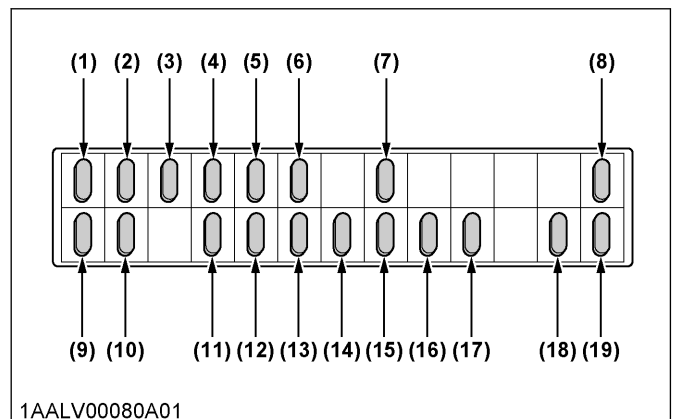 (1) (2) (3) (4) (5) (6) (7) (8)
(9) (10) (11) (12) (13) (14) (15) (16) (17) (18) (19)
1AALV00080A01